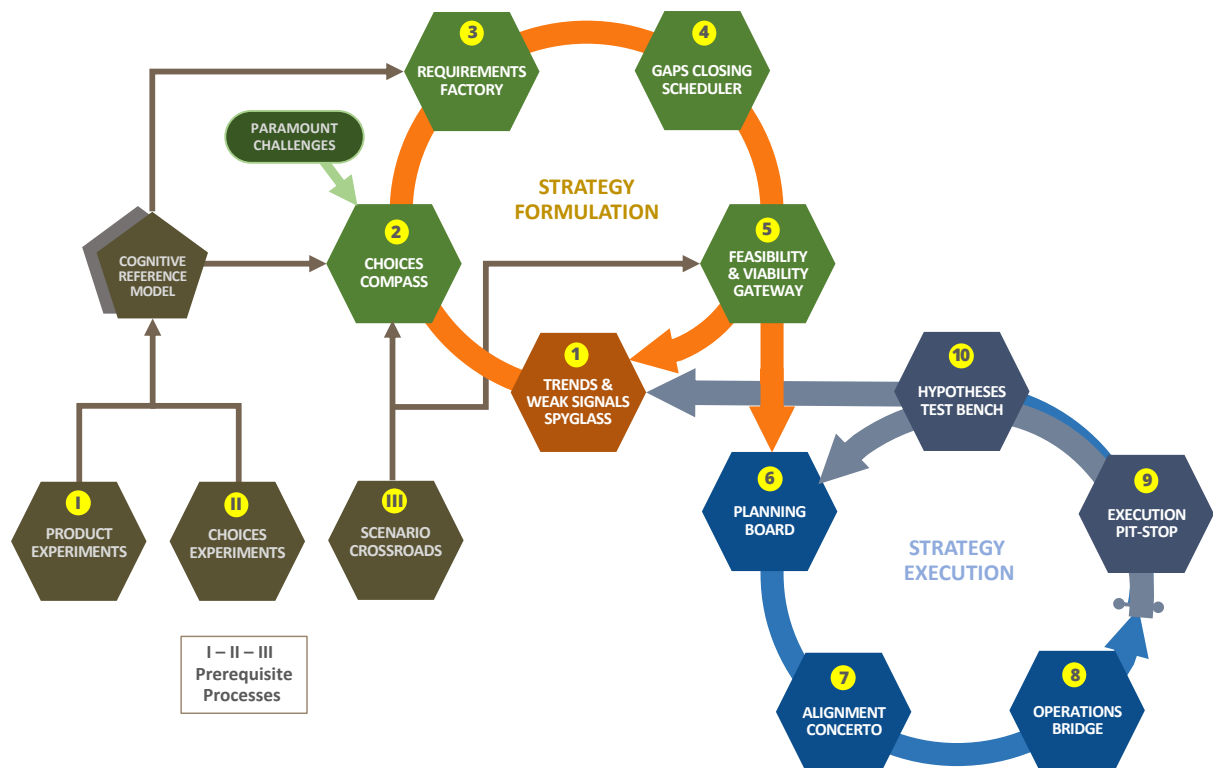 3
REQUIREMENTS
FACTORY
4
GAPS CLOSING
SCHEDULER
PARAMOUNT
CHALLENGES
STRATEGY
FORMULATION
COGNITIVE
REFERENCE
MODEL
2
CHOICES
COMPASS
5
FEASIBILITY
& VIABILITY
GATEWAY
1
TRENDS &
WEAK SIGNALS
SPYGLASS
10
HYPOTHESES
TEST BENCH
I
PRODUCT
EXPERIMENTS
II
CHOICES
EXPERIMENTS
III
SCENARIO
CROSSROADS
6
PLANNING
BOARD
9
EXECUTION
PIT-STOP
STRATEGY
EXECUTION
I – II – III
Prerequisite
Processes
7
ALIGNMENT
CONCERTO
8
OPERATIONS
BRIDGE